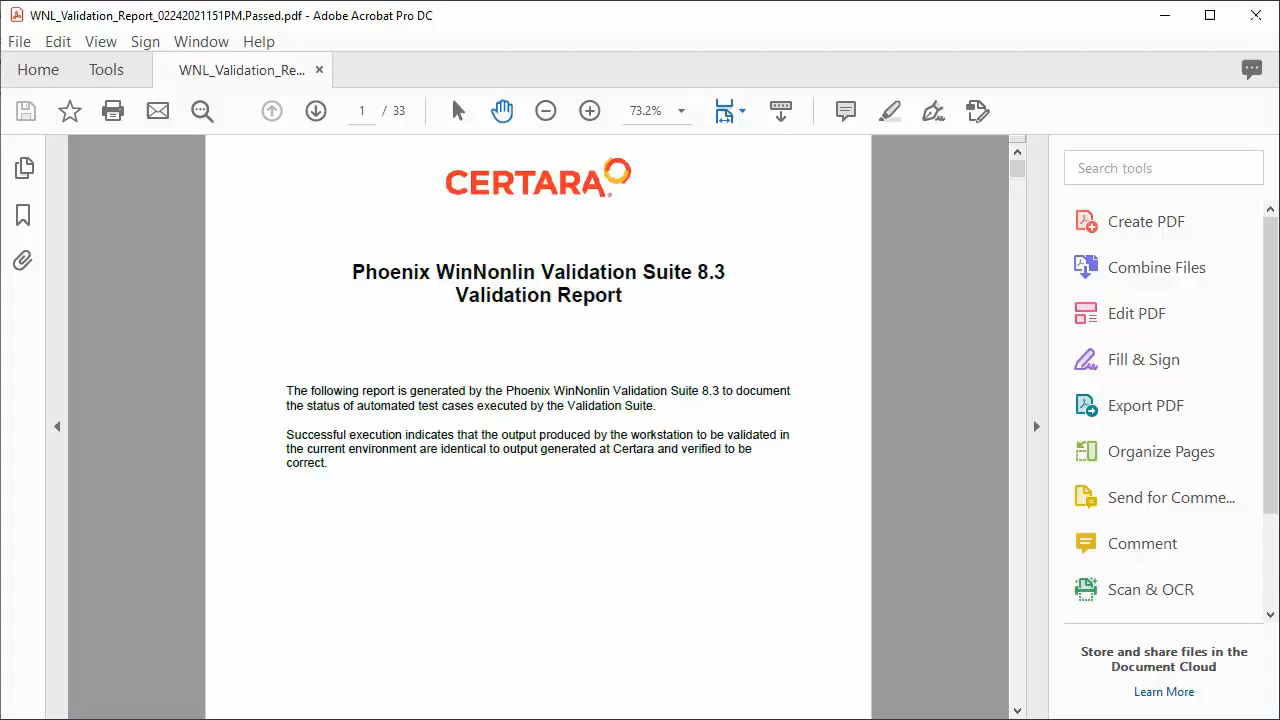 WNL_Validation_Report_02242021151PM.Passed.pdf - Adobe Acrobat Pro DC
File Edit View Sign Window Help
Home Tools WNL_Validation_Re... ×
1 / 33 73.2%
CERTARA
Phoenix WinNonlin Validation Suite 8.3
Validation Report
The following report is generated by the Phoenix WinNonlin Validation Suite 8.3 to document
the status of automated test cases executed by the Validation Suite.
Successful execution indicates that the output produced by the workstation to be validated in
the current environment are identical to output generated at Certara and verified to be
correct.
Search tools
Create PDF
Combine Files
Edit PDF
Fill & Sign
Export PDF
Organize Pages
Send for Comme...
Comment
Scan & OCR
Store and share files in the
Document Cloud
Learn More